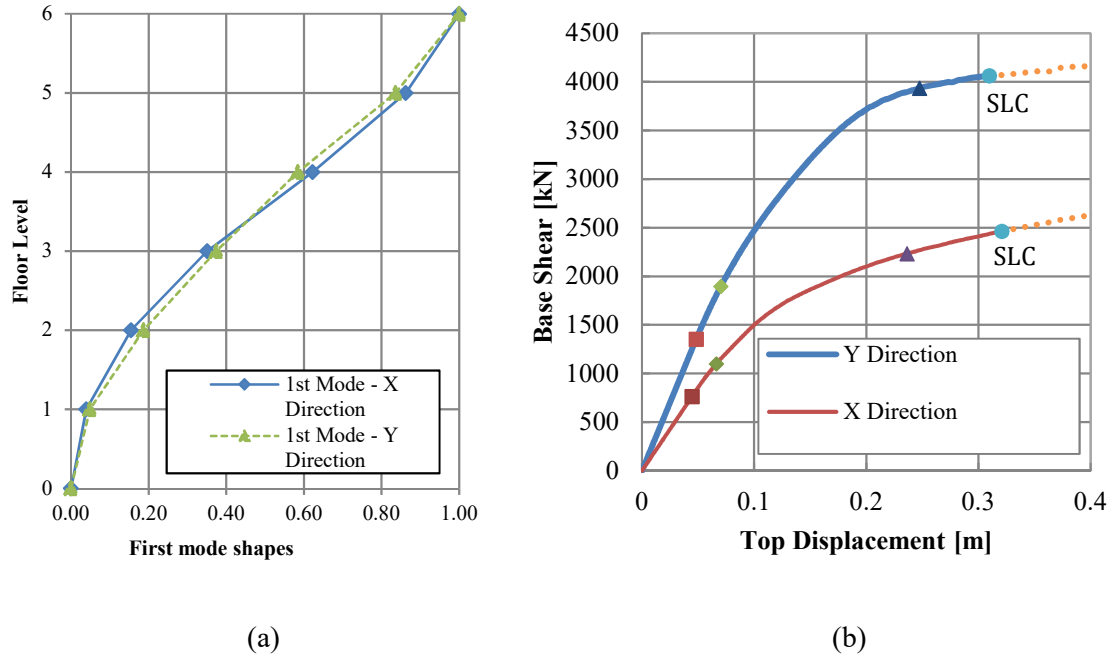 6
5
4
3
2
1
0
Floor Level
0.00 0.20 0.40 0.60 0.80 1.00
First mode shapes
1st Mode - X
Direction
1st Mode - Y
Direction
(a)
4500
4000
3500
3000
2500
2000
1500
1000
500
0
Base Shear [kN]
SLC
SLC
Y Direction
X Direction
0 0.1 0.2 0.3 0.4
Top Displacement [m]
(b)